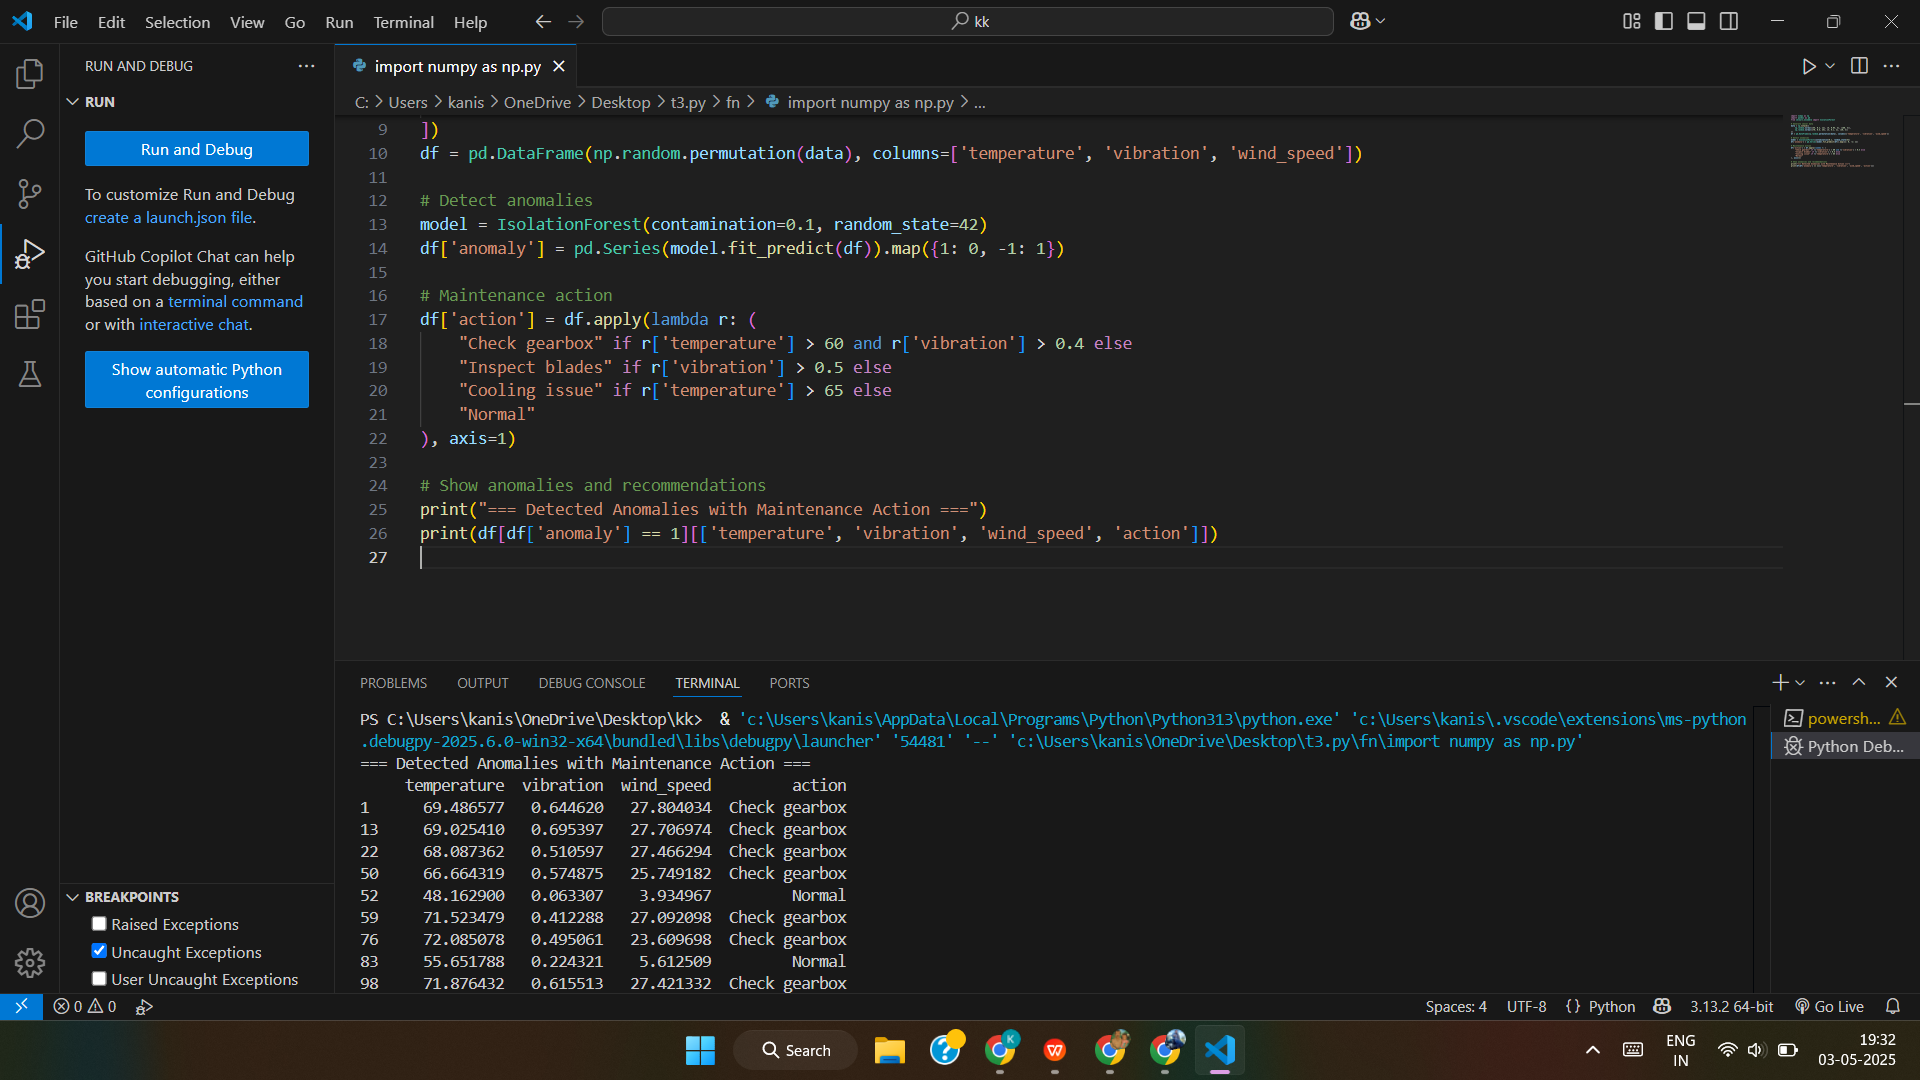 File Edit Selection View Go Run Terminal Help
kk
RUN AND DEBUG
RUN
Run and Debug
To customize Run and Debug
create a launch.json file.
GitHub Copilot Chat can help
you start debugging, either
based on a terminal command
or with interactive chat.
Show automatic Python
configurations
BREAKPOINTS
Raised Exceptions
Uncaught Exceptions
User Uncaught Exceptions
import numpy as np.py
C: > Users > kanis > OneDrive > Desktop > t3.py > fn > import numpy as np.py > ...
9 ])
10 df = pd.DataFrame(np.random.permutation(data), columns=['temperature', 'vibration', 'wind_speed'])
11
12 # Detect anomalies
13 model = IsolationForest(contamination=0.1, random_state=42)
14 df['anomaly'] = pd.Series(model.fit_predict(df)).map({1: 0, -1: 1})
15
16 # Maintenance action
17 df['action'] = df.apply(lambda r: (
18 "Check gearbox" if r['temperature'] > 60 and r['vibration'] > 0.4 else
19 "Inspect blades" if r['vibration'] > 0.5 else
20 "Cooling issue" if r['temperature'] > 65 else
21 "Normal"
22 ), axis=1)
23
24 # Show anomalies and recommendations
25 print("=== Detected Anomalies with Maintenance Action ===")
26 print(df[df['anomaly'] == 1][['temperature', 'vibration', 'wind_speed', 'action']])
27
PROBLEMS OUTPUT DEBUG CONSOLE TERMINAL PORTS
PS C:\Users\kanis\OneDrive\Desktop\kk> & 'c:\Users\kanis\AppData\Local\Programs\Python\Python313\python.exe' 'c:\Users\kanis\.vscode\extensions\ms-python
.debugpy-2025.6.0-win32-x64\bundled\libs\debugpy\launcher' '54481' '--' 'c:\Users\kanis\OneDrive\Desktop\t3.py\fn\import numpy as np.py'
=== Detected Anomalies with Maintenance Action ===
temperature vibration wind_speed action
1 69.486577 0.644620 27.804034 Check gearbox
13 69.025410 0.695397 27.706974 Check gearbox
22 68.087362 0.510597 27.466294 Check gearbox
50 66.664319 0.574875 25.749182 Check gearbox
52 48.162900 0.063307 3.934967 Normal
59 71.523479 0.412288 27.092098 Check gearbox
76 72.085078 0.495061 23.609698 Check gearbox
83 55.651788 0.224321 5.612509 Normal
98 71.876432 0.615513 27.421332 Check gearbox
powersh...
Python Deb...
0 0
Spaces: 4 UTF-8 {} Python 3.13.2 64-bit Go Live
Search
K
ENG
IN
19:32
03-05-2025